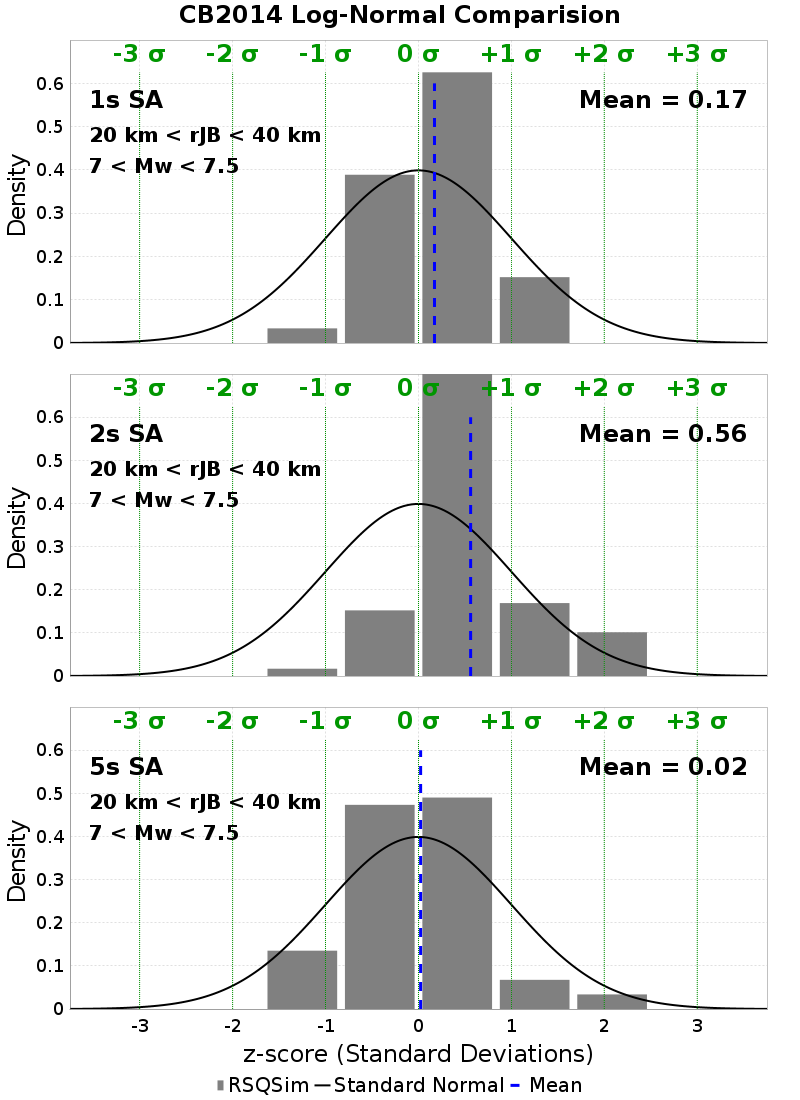 CB2014 Log-Normal Comparision
-3 σ -2 σ -1 σ 0 σ +1 σ +2 σ +3 σ
1s SA Mean = 0.17
20 km < rJB < 40 km
7 < Mw < 7.5
Density
0.6
0.5
0.4
0.3
0.2
0.1
0
-3 σ -2 σ -1 σ 0 σ +1 σ +2 σ +3 σ
2s SA Mean = 0.56
20 km < rJB < 40 km
7 < Mw < 7.5
Density
0.6
0.5
0.4
0.3
0.2
0.1
0
-3 σ -2 σ -1 σ 0 σ +1 σ +2 σ +3 σ
5s SA Mean = 0.02
20 km < rJB < 40 km
7 < Mw < 7.5
Density
0.6
0.5
0.4
0.3
0.2
0.1
0
-3 -2 -1 0 1 2 3
z-score (Standard Deviations)
RSQSim Standard Normal Mean